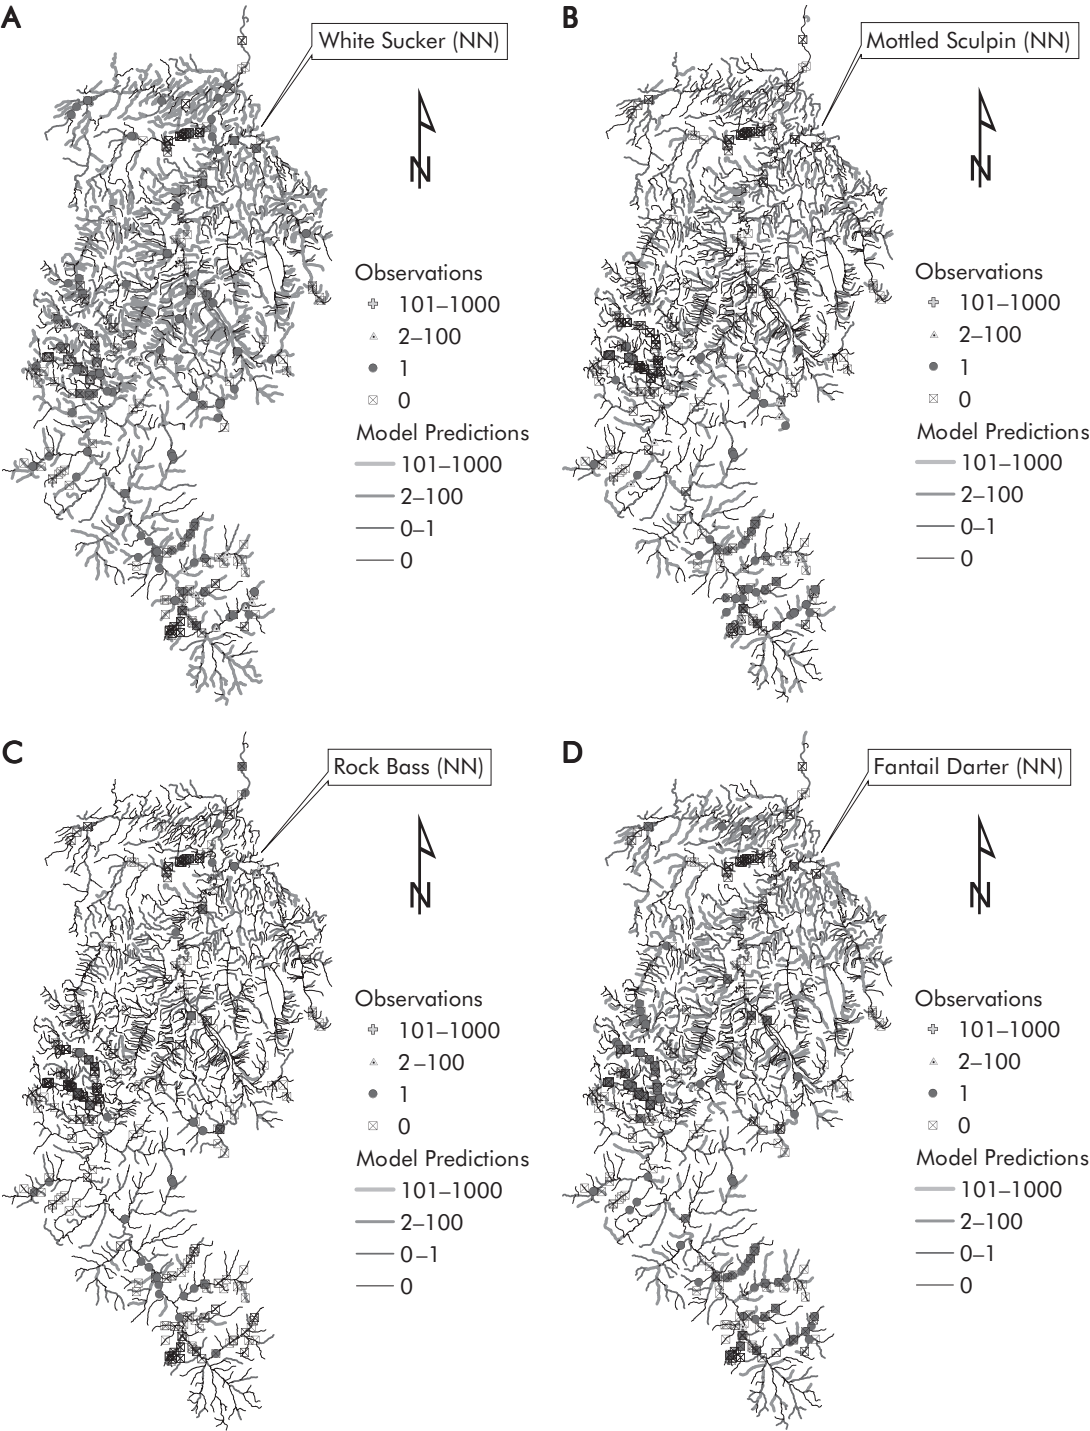 A
White Sucker (NN)
N
Observations
101–1000
2–100
1
0
Model Predictions
101–1000
2–100
0–1
0
B
Mottled Sculpin (NN)
N
Observations
101–1000
2–100
1
0
Model Predictions
101–1000
2–100
0–1
0
C
Rock Bass (NN)
N
Observations
101–1000
2–100
1
0
Model Predictions
101–1000
2–100
0–1
0
D
Fantail Darter (NN)
N
Observations
101–1000
2–100
1
0
Model Predictions
101–1000
2–100
0–1
0